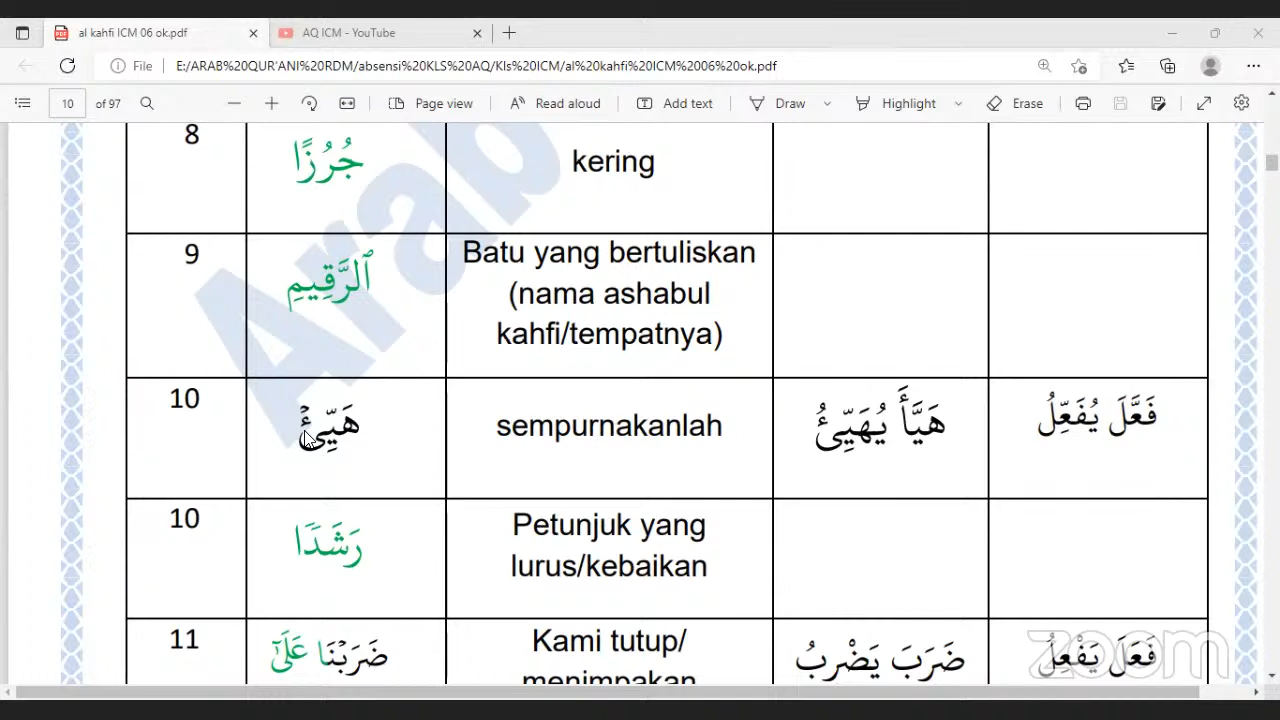 al kahfi ICM 06 ok.pdf
AQ ICM - YouTube
File
E:/ARAB%20QUR'ANI%20RDM/absensi%20KLS%20AQ/Kls%20ICM/al%20kahfi%20ICM%2006%20ok.pdf
10 of 97
Page view
Read aloud
Add text
Draw
Highlight
Erase
8
جُرُزًا
kering
9
ٱلرَّقِيمِ
Batu yang bertuliskan
(nama ashabul
kahfi/tempatnya)
10
هَيِّئْ
sempurnakanlah
هَيَّأَ يُهَيِّئُ
فَعَّلَ يُفَعِّلُ
10
رَشَدًا
Petunjuk yang
lurus/kebaikan
11
ضَرَبْنَا عَلَىٰٓ
Kami tutup/
menimpakan
ضَرَبَ يَضْرِبُ
فَعَلَ يَفْعِلُ
Arab
zoom